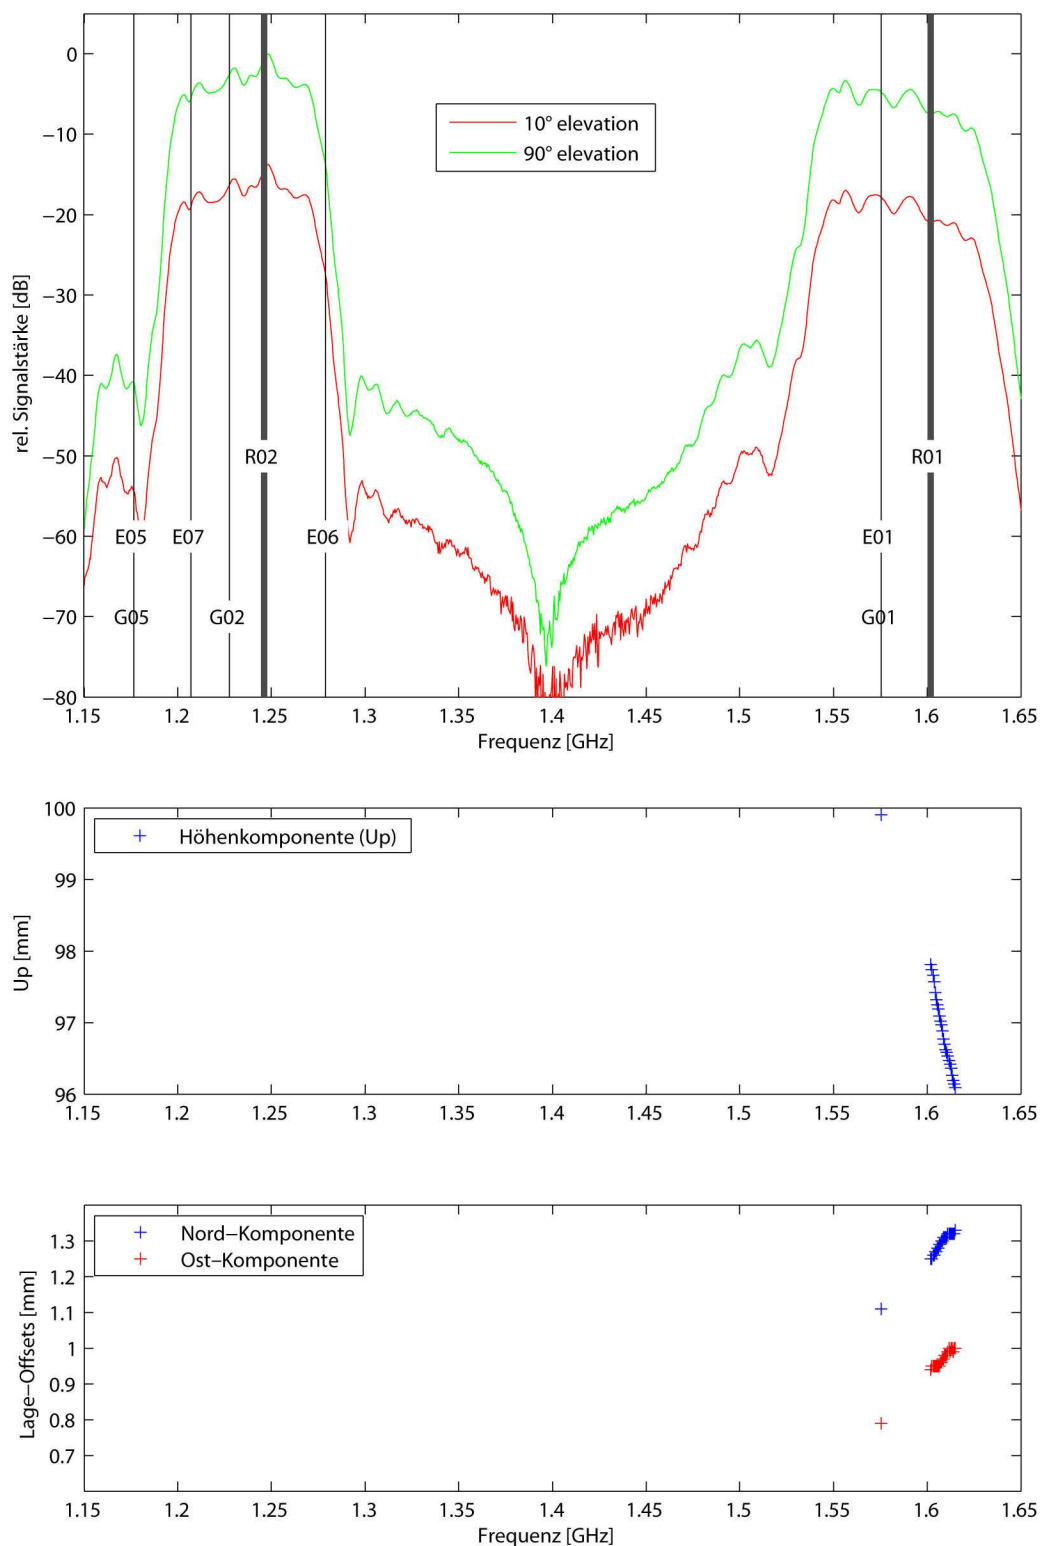 0
−10
−20
−30
−40
−50
−60
−70
−80
rel. Signalstärke [dB]
10° elevation
90° elevation
R02
R01
E05
E07
E06
E01
G05
G02
G01
1.15
1.2
1.25
1.3
1.35
1.4
1.45
1.5
1.55
1.6
1.65
Frequenz [GHz]
100
99
98
97
96
Up [mm]
Höhenkomponente (Up)
1.15
1.2
1.25
1.3
1.35
1.4
1.45
1.5
1.55
1.6
1.65
1.3
1.2
1.1
1
0.9
0.8
0.7
Lage−Offsets [mm]
Nord−Komponente
Ost−Komponente
1.15
1.2
1.25
1.3
1.35
1.4
1.45
1.5
1.55
1.6
1.65
Frequenz [GHz]